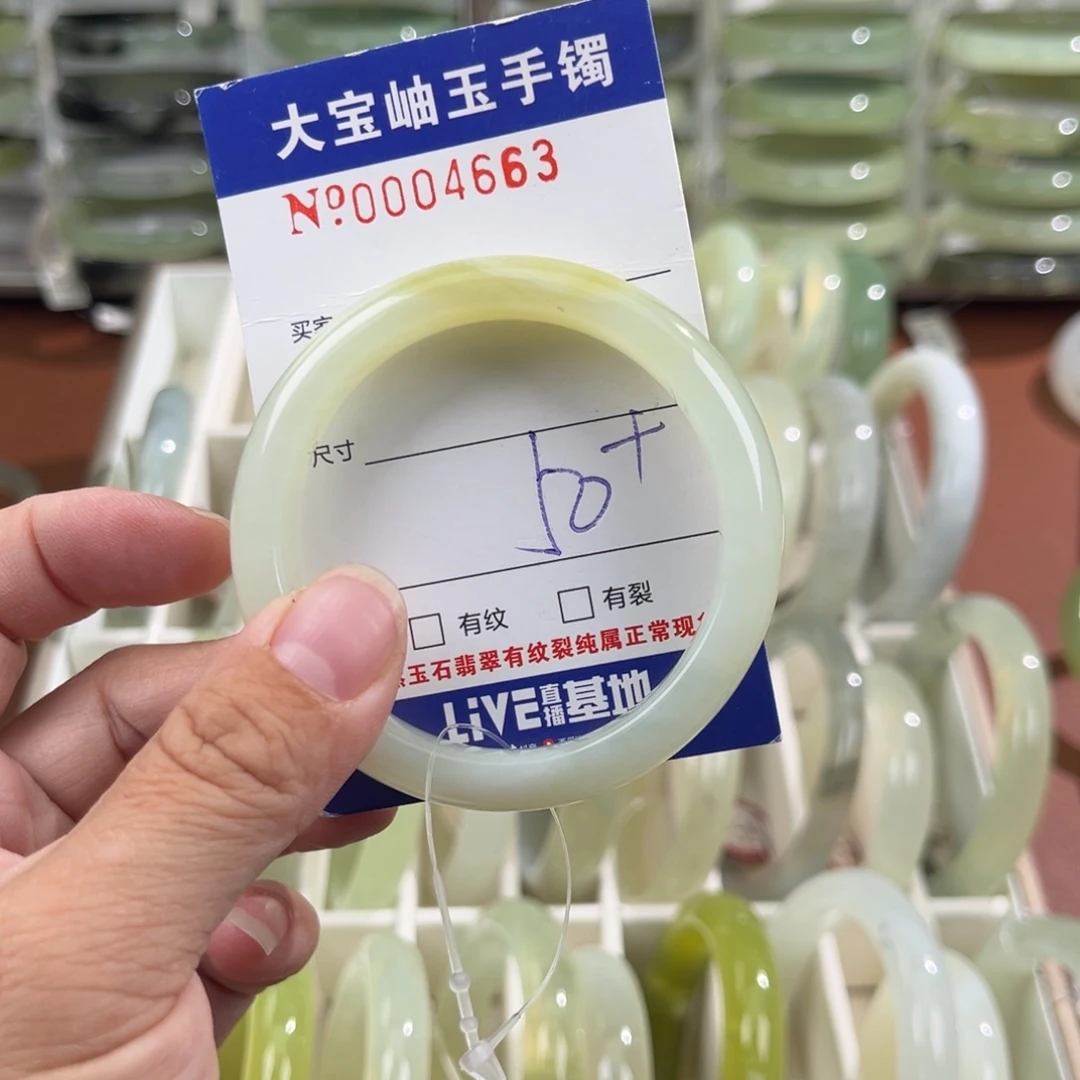 大宝岫玉手镯
Nº0004663
买
尺寸 50+
有纹 有裂
玉石翡翠有纹裂纯属正常现
LiVE直播基地